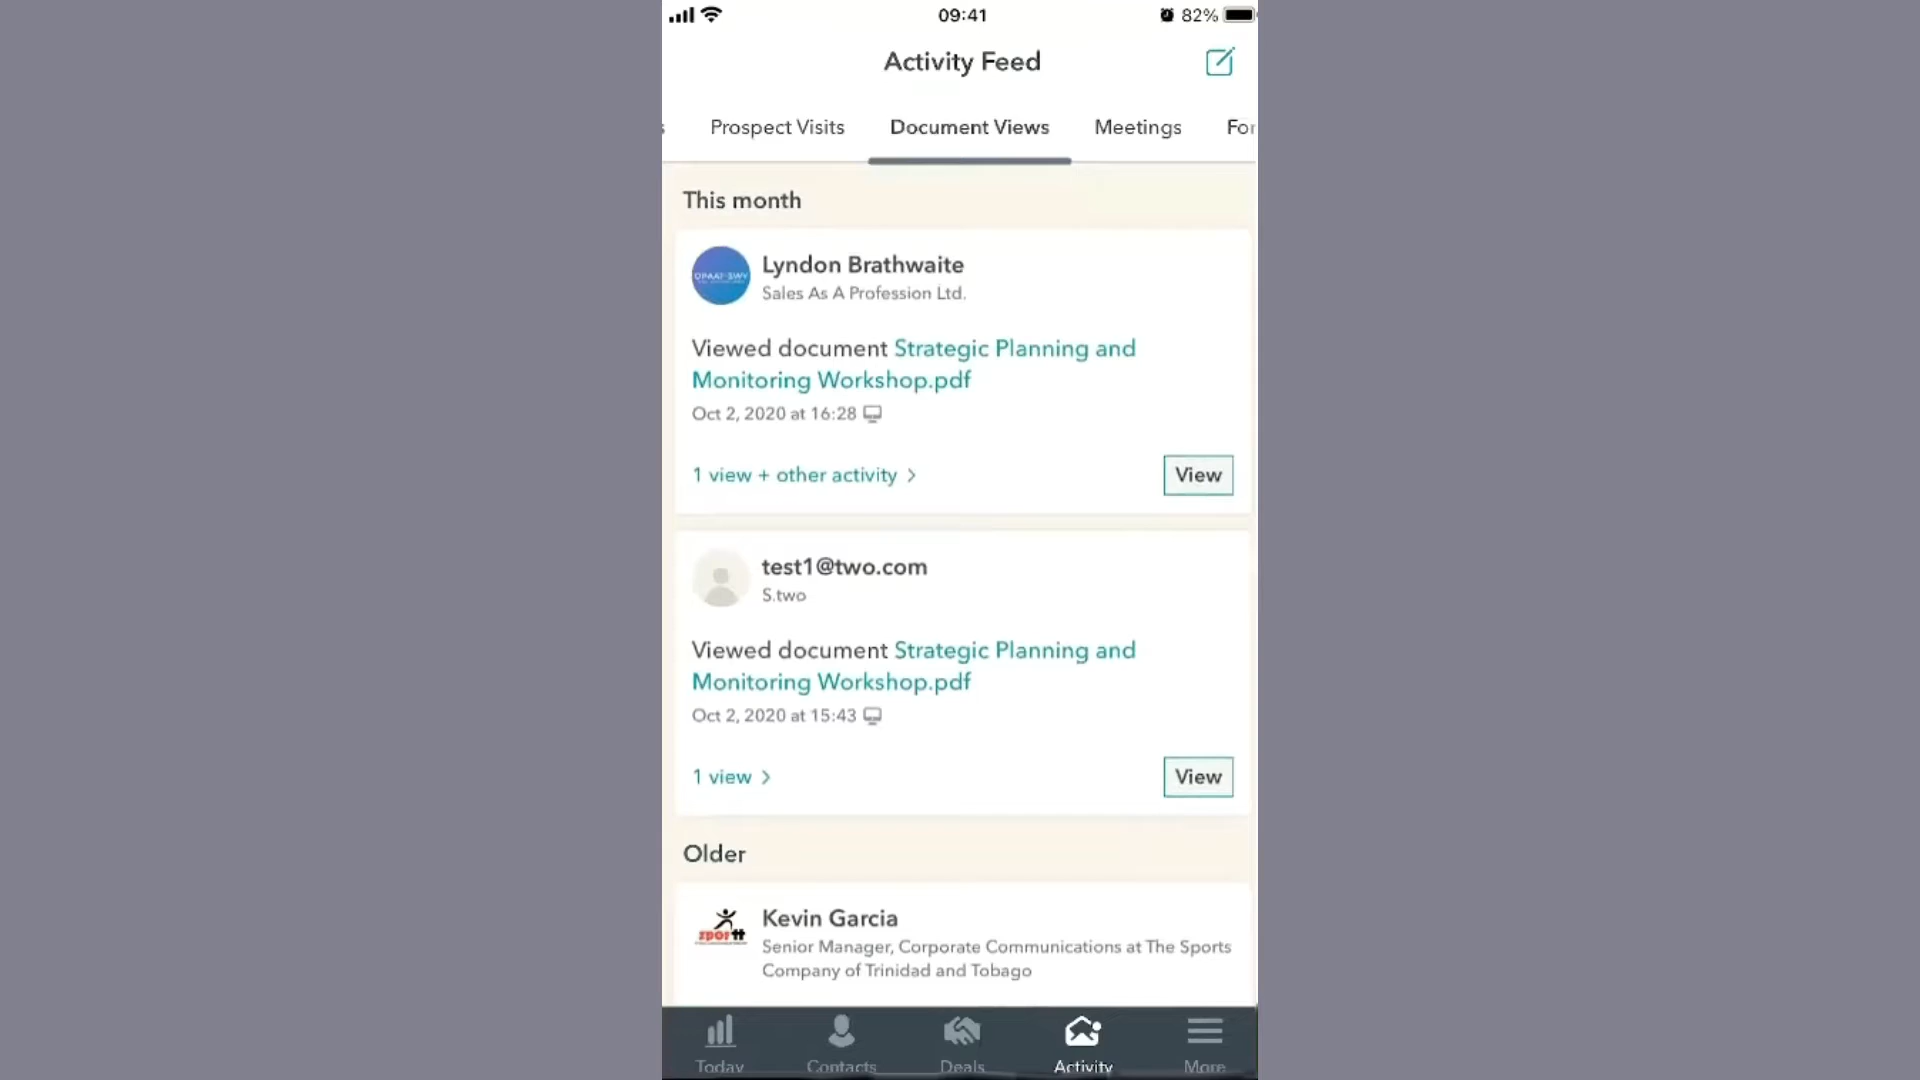 09:41
82%
Activity Feed
Prospect Visits
Document Views
Meetings
For
This month
Lyndon Brathwaite
Sales As A Profession Ltd.
Viewed document Strategic Planning and
Monitoring Workshop.pdf
Oct 2, 2020 at 16:28
1 view + other activity >
View
test1@two.com
S.two
Viewed document Strategic Planning and
Monitoring Workshop.pdf
Oct 2, 2020 at 15:43
1 view >
View
Older
Kevin Garcia
Senior Manager, Corporate Communications at The Sports
Company of Trinidad and Tobago
Today
Contacts
Deals
Activity
More